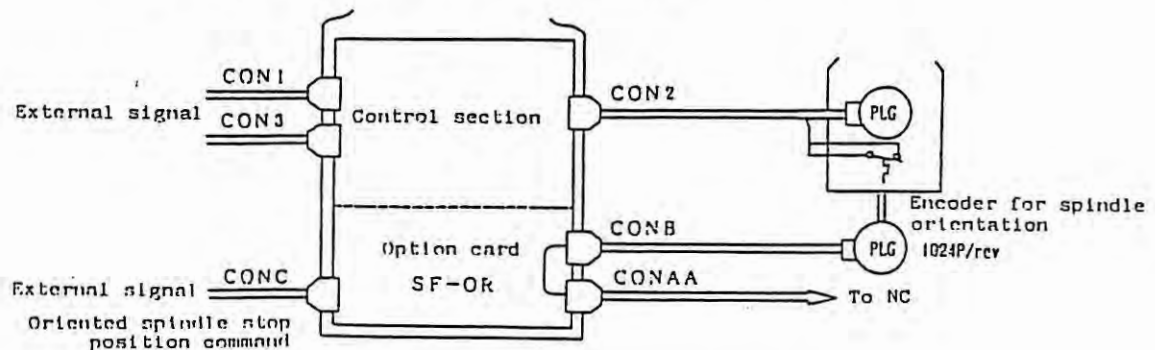 CON1
External signal
CON3
Control section
CON2
PLG
Encoder for spindle
orientation
1024P/rev
PLG
CONB
Option card
SF-OR
CONAA
To NC
CONC
External signal
Oriented spindle stop
position command